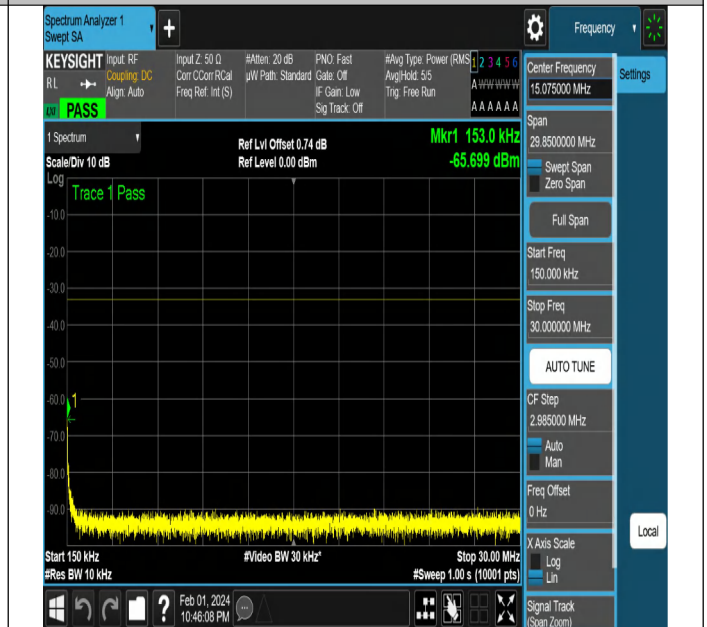 Spectrum Analyzer 1
Swept SA
+
Frequency
KEYSIGHT
RL
Input: RF
Coupling: DC
Align: Auto
Input Z: 50 Ω
Corr CCorr RCal
Freq Ref: Int (S)
#Atten: 20 dB
µW Path: Standard
PNO: Fast
Gate: Off
IF Gain: Low
Sig Track: Off
#Avg Type: Power (RMS
Avg|Hold: 5/5
Trig: Free Run
1 2 3 4 5 6
A W W W W W
A A A A A A
PASS
1 Spectrum
Scale/Div 10 dB
Ref Lvl Offset 0.74 dB
Ref Level 0.00 dBm
Mkr1 153.0 kHz
-65.699 dBm
Log
Trace 1 Pass
-10.0
-20.0
-30.0
-40.0
-50.0
-60.0
1
-70.0
-80.0
-90.0
Start 150 kHz
#Res BW 10 kHz
#Video BW 30 kHz*
Stop 30.00 MHz
#Sweep 1.00 s (10001 pts)
Feb 01, 2024
10:46:08 PM
?
Center Frequency
15.075000 MHz
Settings
Span
29.8500000 MHz
Swept Span
Zero Span
Full Span
Start Freq
150.000 kHz
Stop Freq
30.000000 MHz
AUTO TUNE
CF Step
2.985000 MHz
Auto
Man
Freq Offset
0 Hz
X Axis Scale
Log
Lin
Local
Signal Track
(Span Zoom)